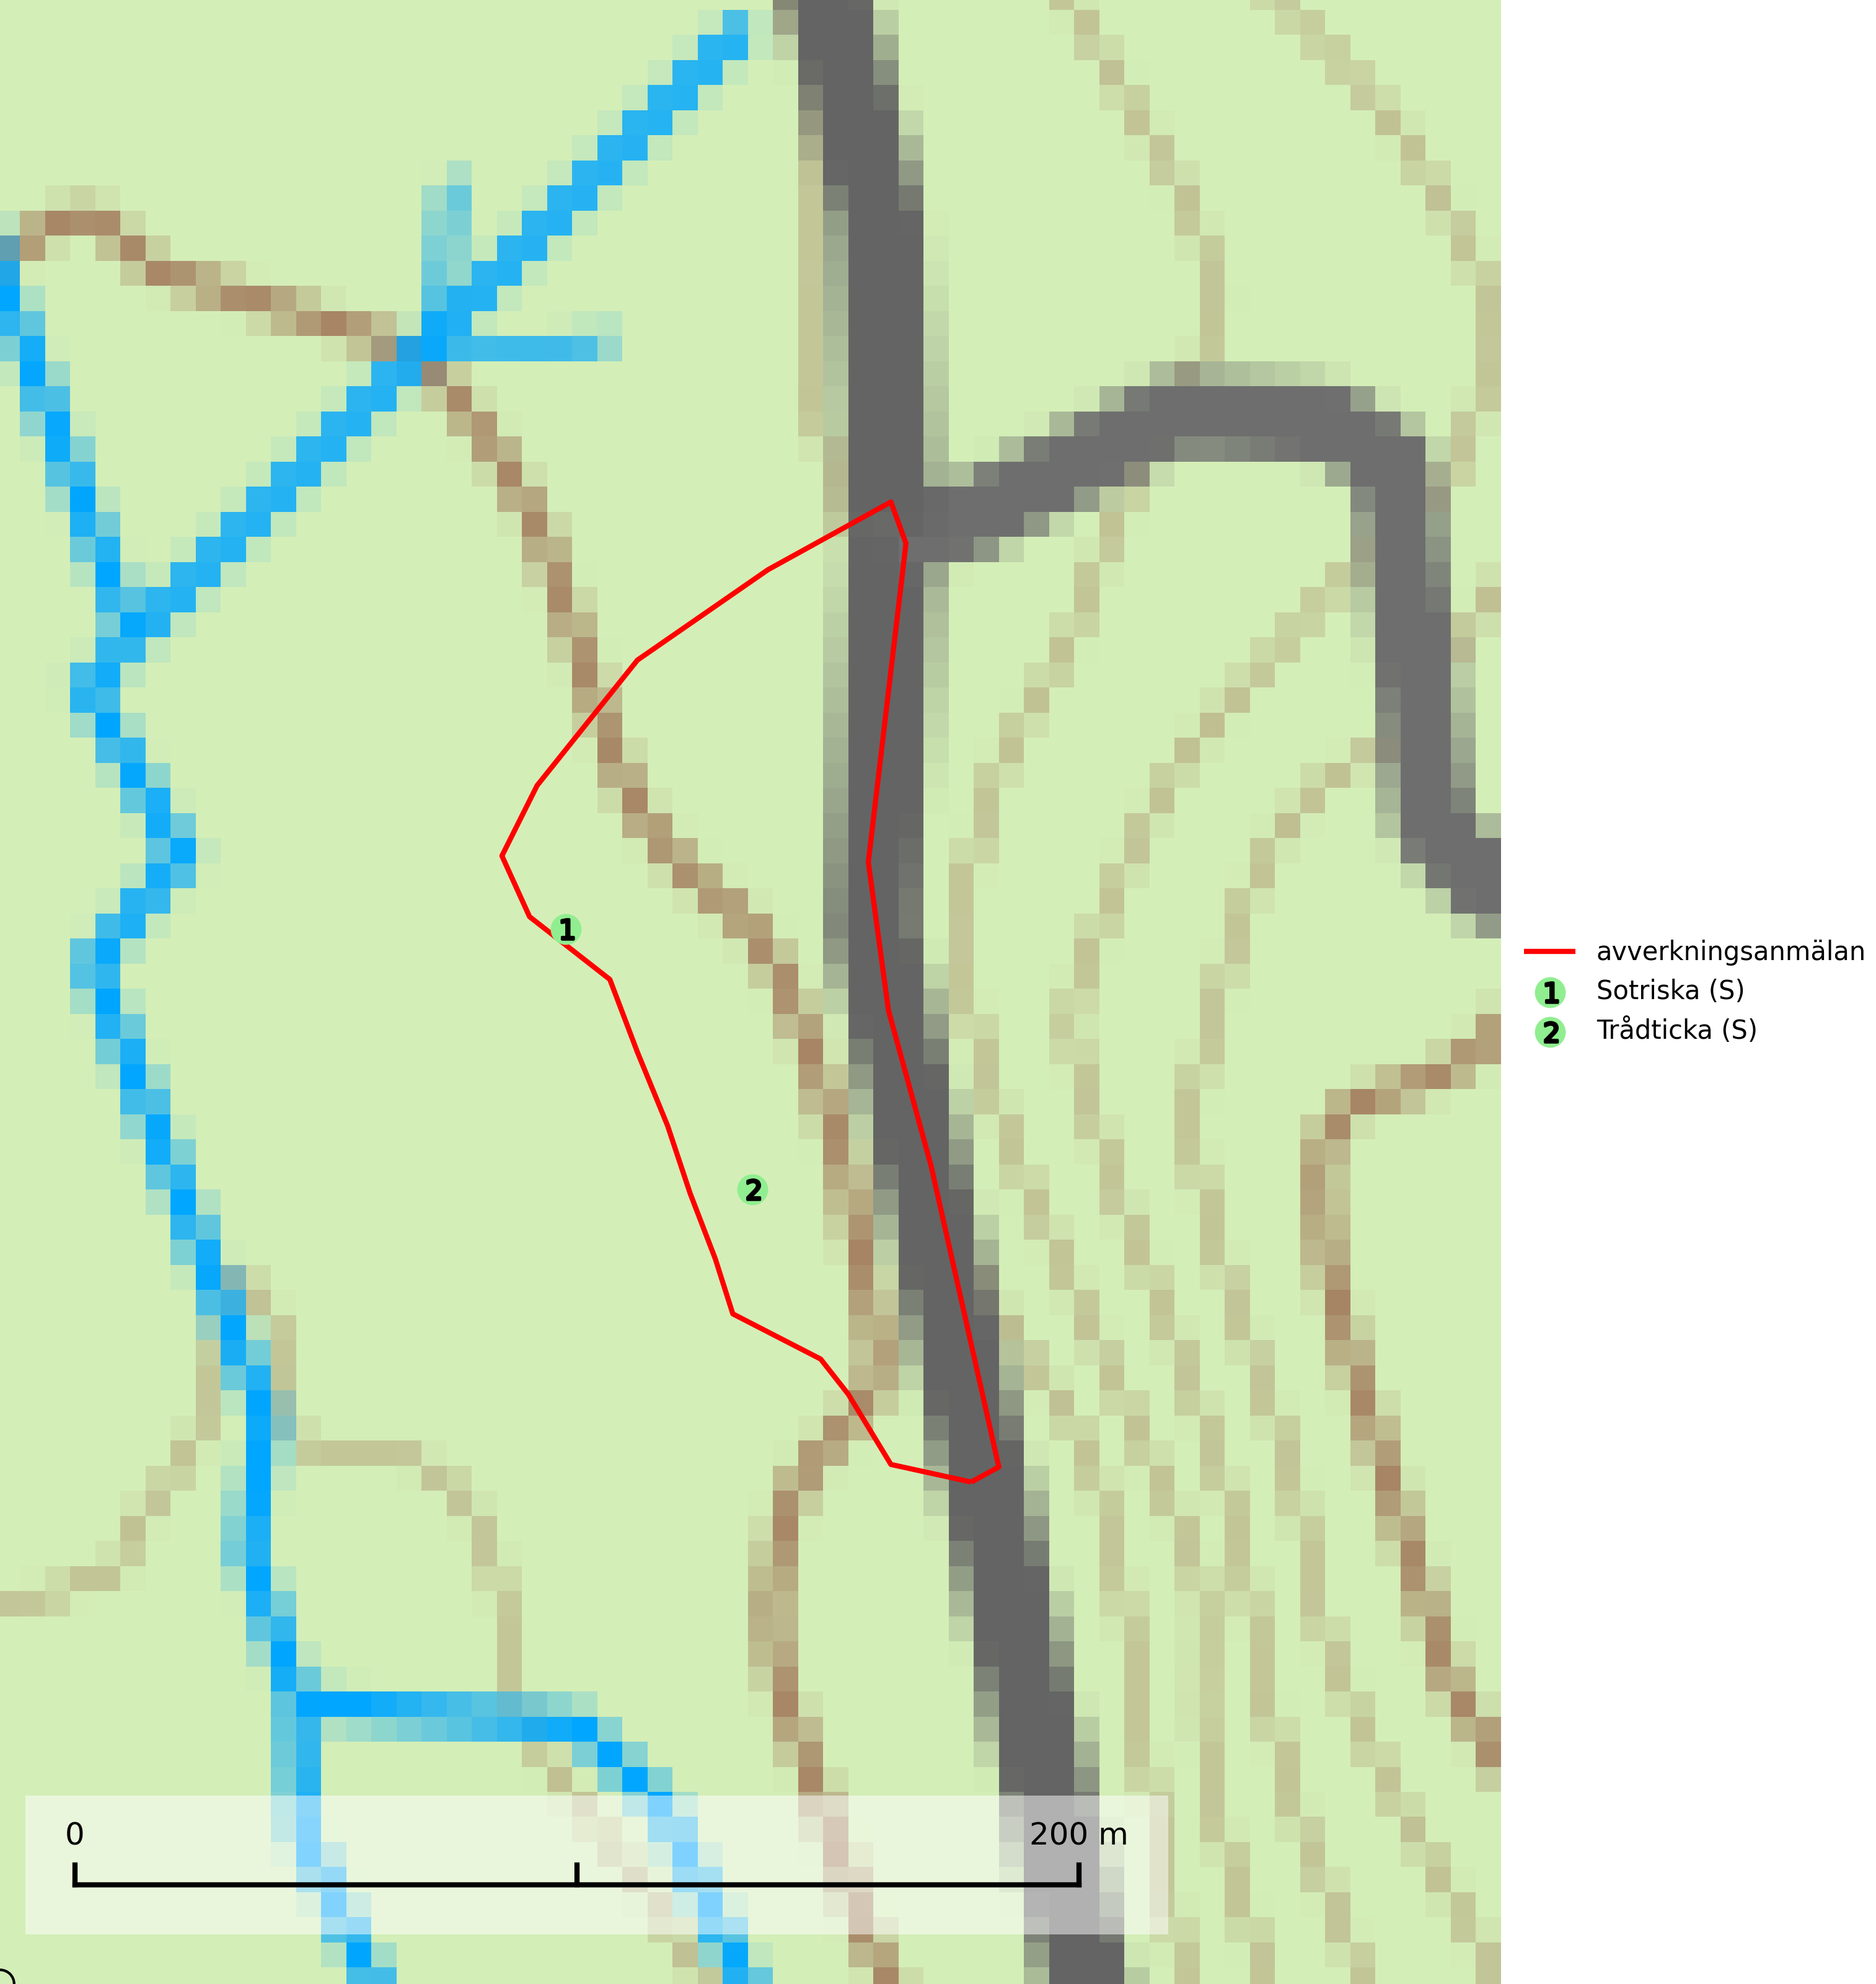 1
2
avverkningsanmälan
1 Sotriska (S)
2 Trådticka (S)
0 200 m